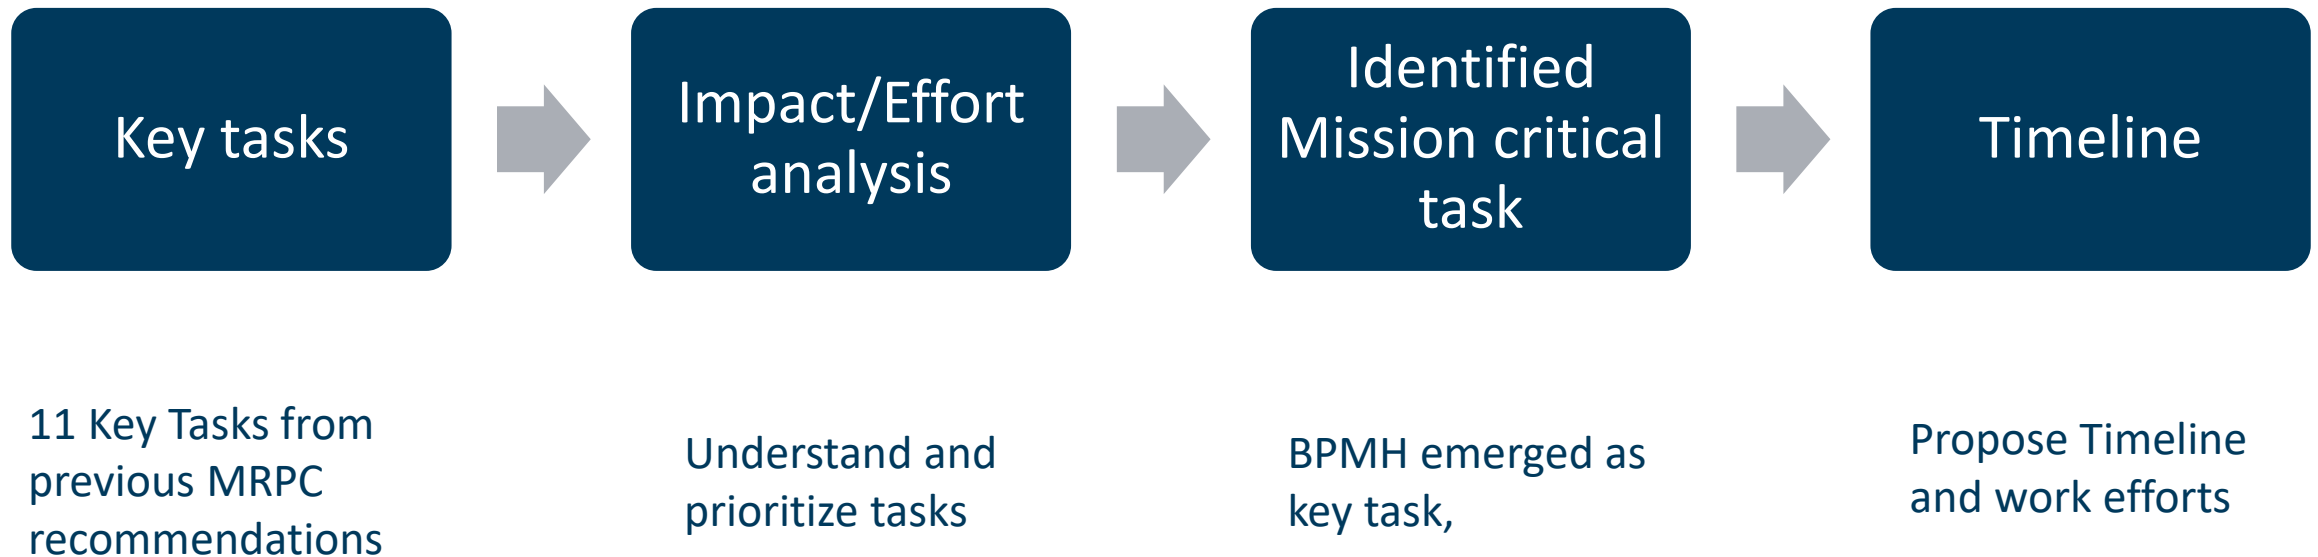 Key tasks
Impact/Effort
analysis
Identified
Mission critical
task
Timeline
11 Key Tasks from
previous MRPC
recommendations
Understand and
prioritize tasks
BPMH emerged as
key task,
Propose Timeline
and work efforts